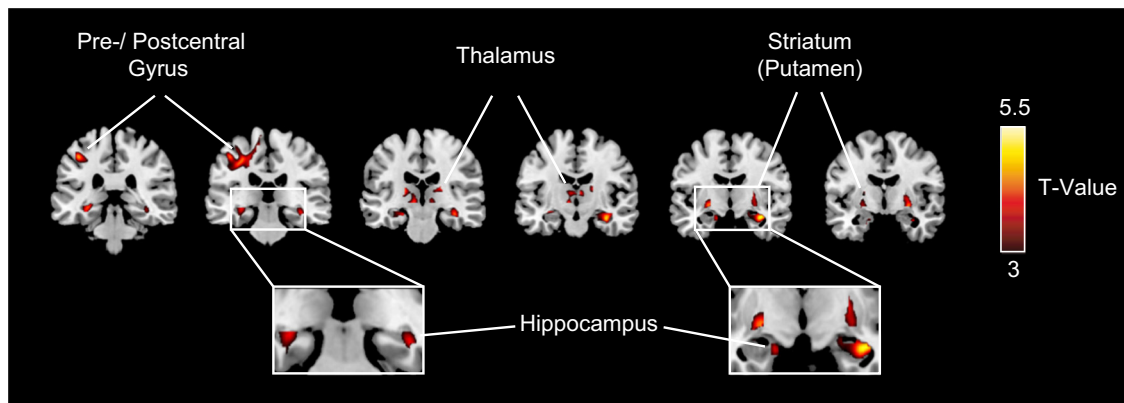 Pre-/ Postcentral
Gyrus
Thalamus
Striatum
(Putamen)
5.5
T-Value
3
Hippocampus